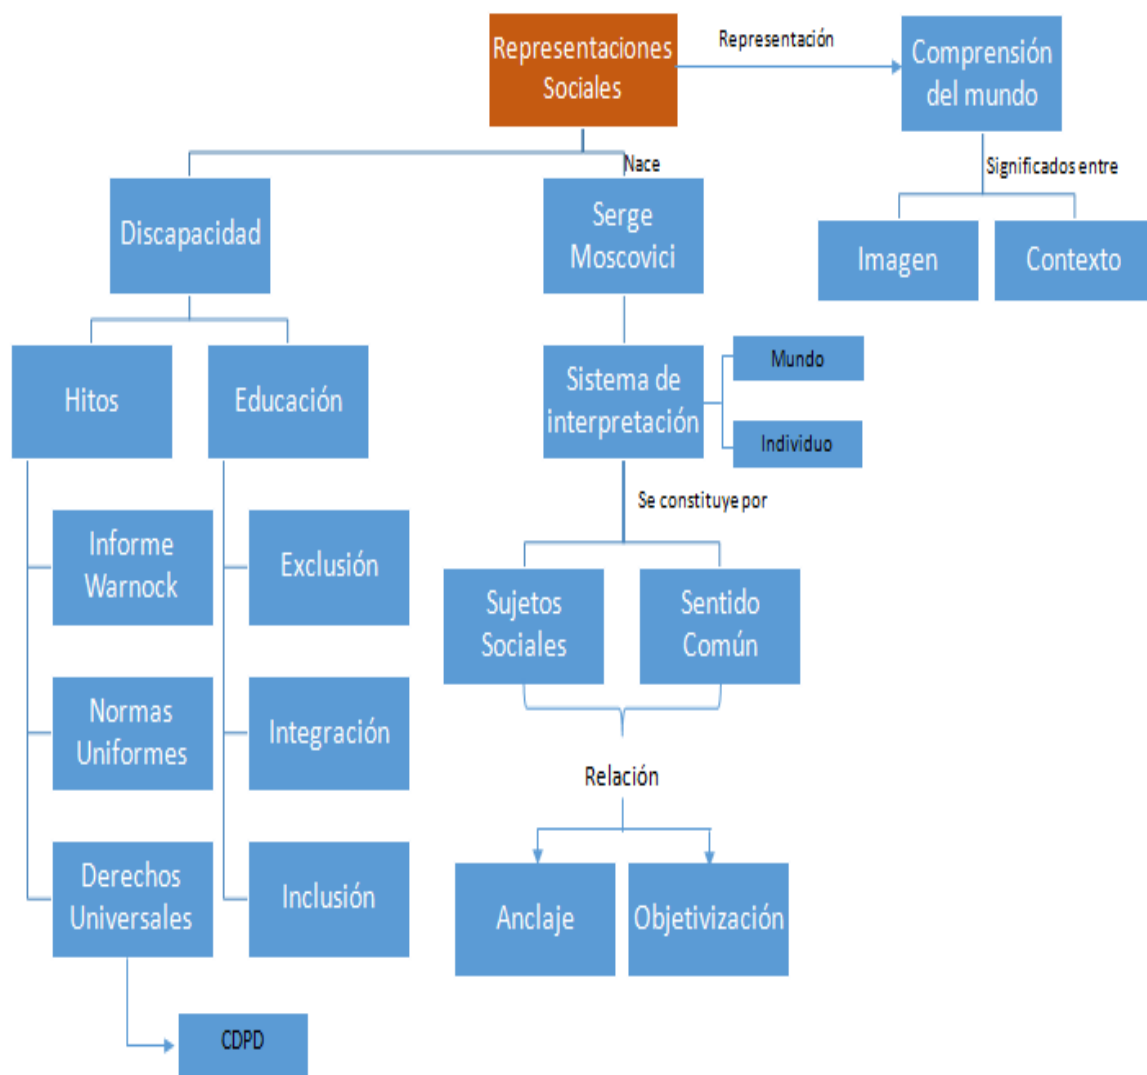 Representaciones
Sociales
Representación
Comprensión
del mundo
Significados entre
Imagen
Contexto
Nace
Discapacidad
Serge
Moscovici
Hitos
Educación
Sistema de
interpretación
Mundo
Individuo
Se constituye por
Informe
Warnock
Exclusión
Sujetos
Sociales
Sentido
Común
Normas
Uniformes
Integración
Relación
Derechos
Universales
Inclusión
Anclaje
Objetivización
CDPD